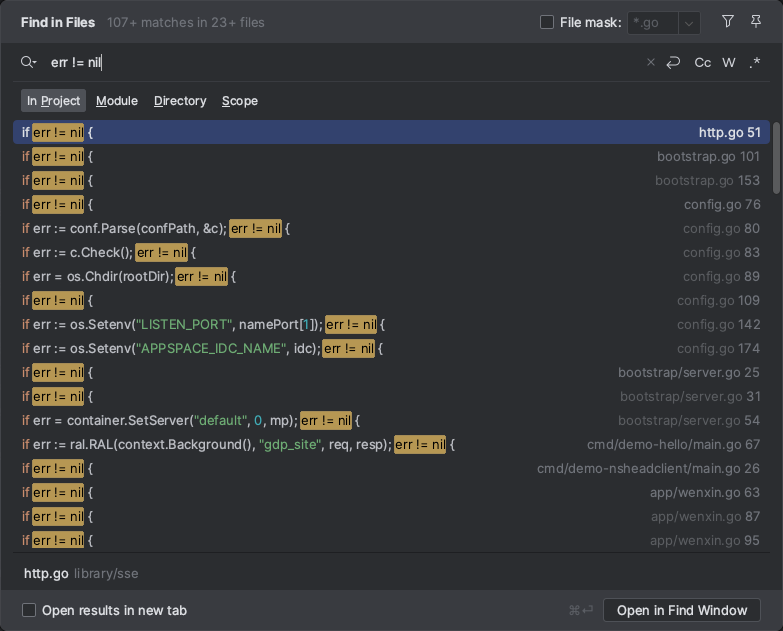 Find in Files 107+ matches in 23+ files File mask: *.go
err != nil Cc W .*
In Project Module Directory Scope
if err != nil { http.go 51
if err != nil { bootstrap.go 101
if err != nil { bootstrap.go 153
if err != nil { config.go 76
if err := conf.Parse(confPath, &c); err != nil { config.go 80
if err := c.Check(); err != nil { config.go 83
if err = os.Chdir(rootDir); err != nil { config.go 89
if err != nil { config.go 109
if err := os.Setenv("LISTEN_PORT", namePort[1]); err != nil { config.go 142
if err := os.Setenv("APPSPACE_IDC_NAME", idc); err != nil { config.go 174
if err != nil { bootstrap/server.go 25
if err != nil { bootstrap/server.go 31
if err = container.SetServer("default", 0, mp); err != nil { bootstrap/server.go 54
if err := ral.RAL(context.Background(), "gdp_site", req, resp); err != nil { cmd/demo-hello/main.go 67
if err != nil { cmd/demo-nsheadclient/main.go 26
if err != nil { app/wenxin.go 63
if err != nil { app/wenxin.go 87
if err != nil { app/wenxin.go 95
http.go library/sse
Open results in new tab ⌘⏎ Open in Find Window